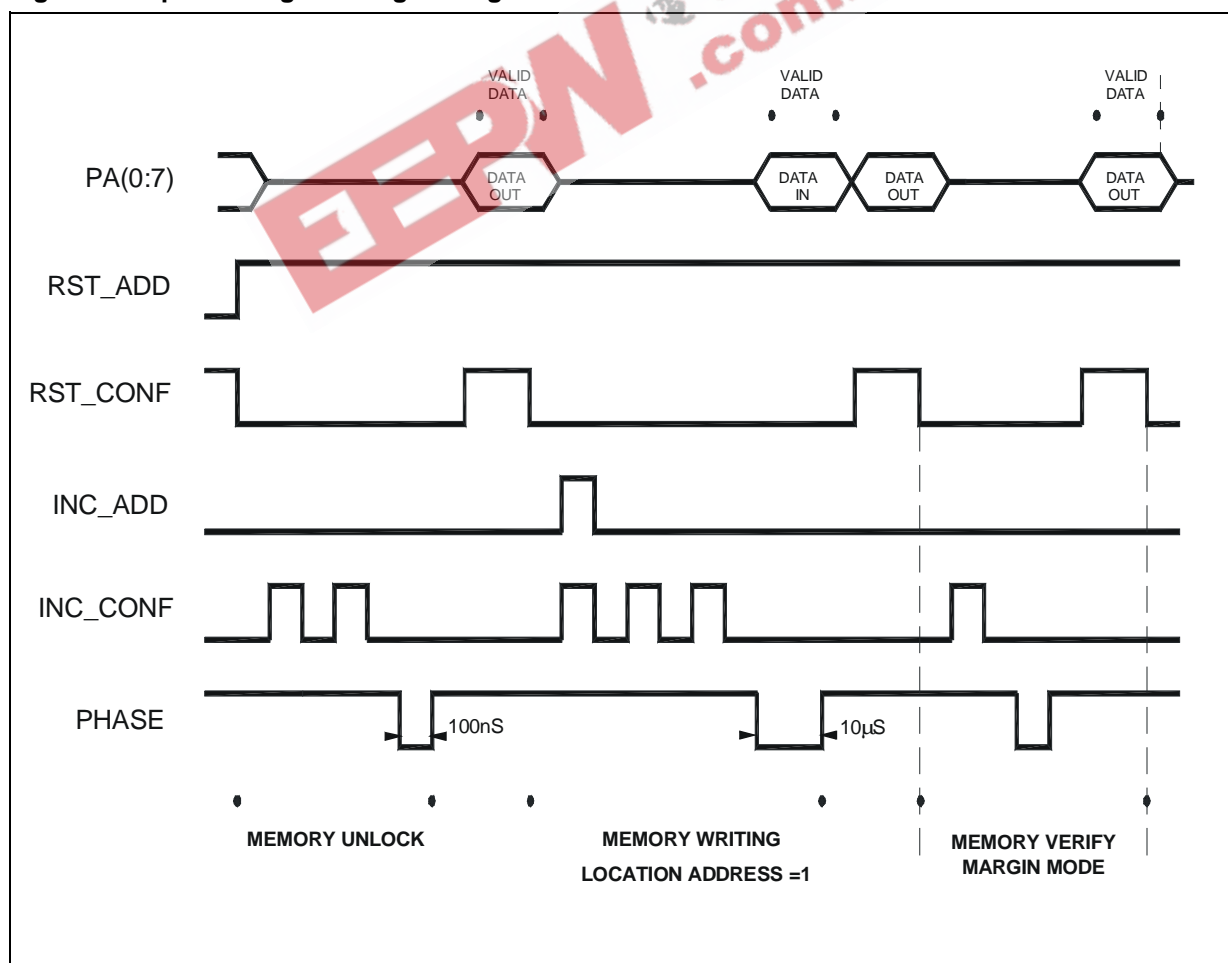 VALID
DATA
VALID
DATA
VALID
DATA
PA(0:7)
DATA
OUT
DATA
IN
DATA
OUT
DATA
OUT
RST_ADD
RST_CONF
INC_ADD
INC_CONF
PHASE
100nS
10µS
MEMORY UNLOCK
MEMORY WRITING
LOCATION ADDRESS =1
MEMORY VERIFY
MARGIN MODE
EEPW
.com